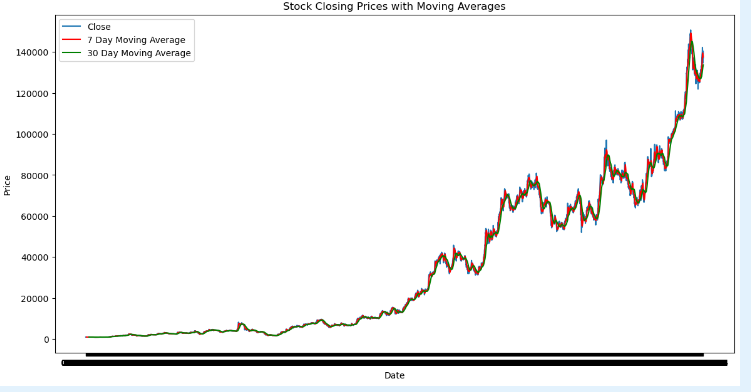 Stock Closing Prices with Moving Averages
Close
7 Day Moving Average
30 Day Moving Average
140000
120000
100000
80000
60000
40000
20000
0
Price
Date